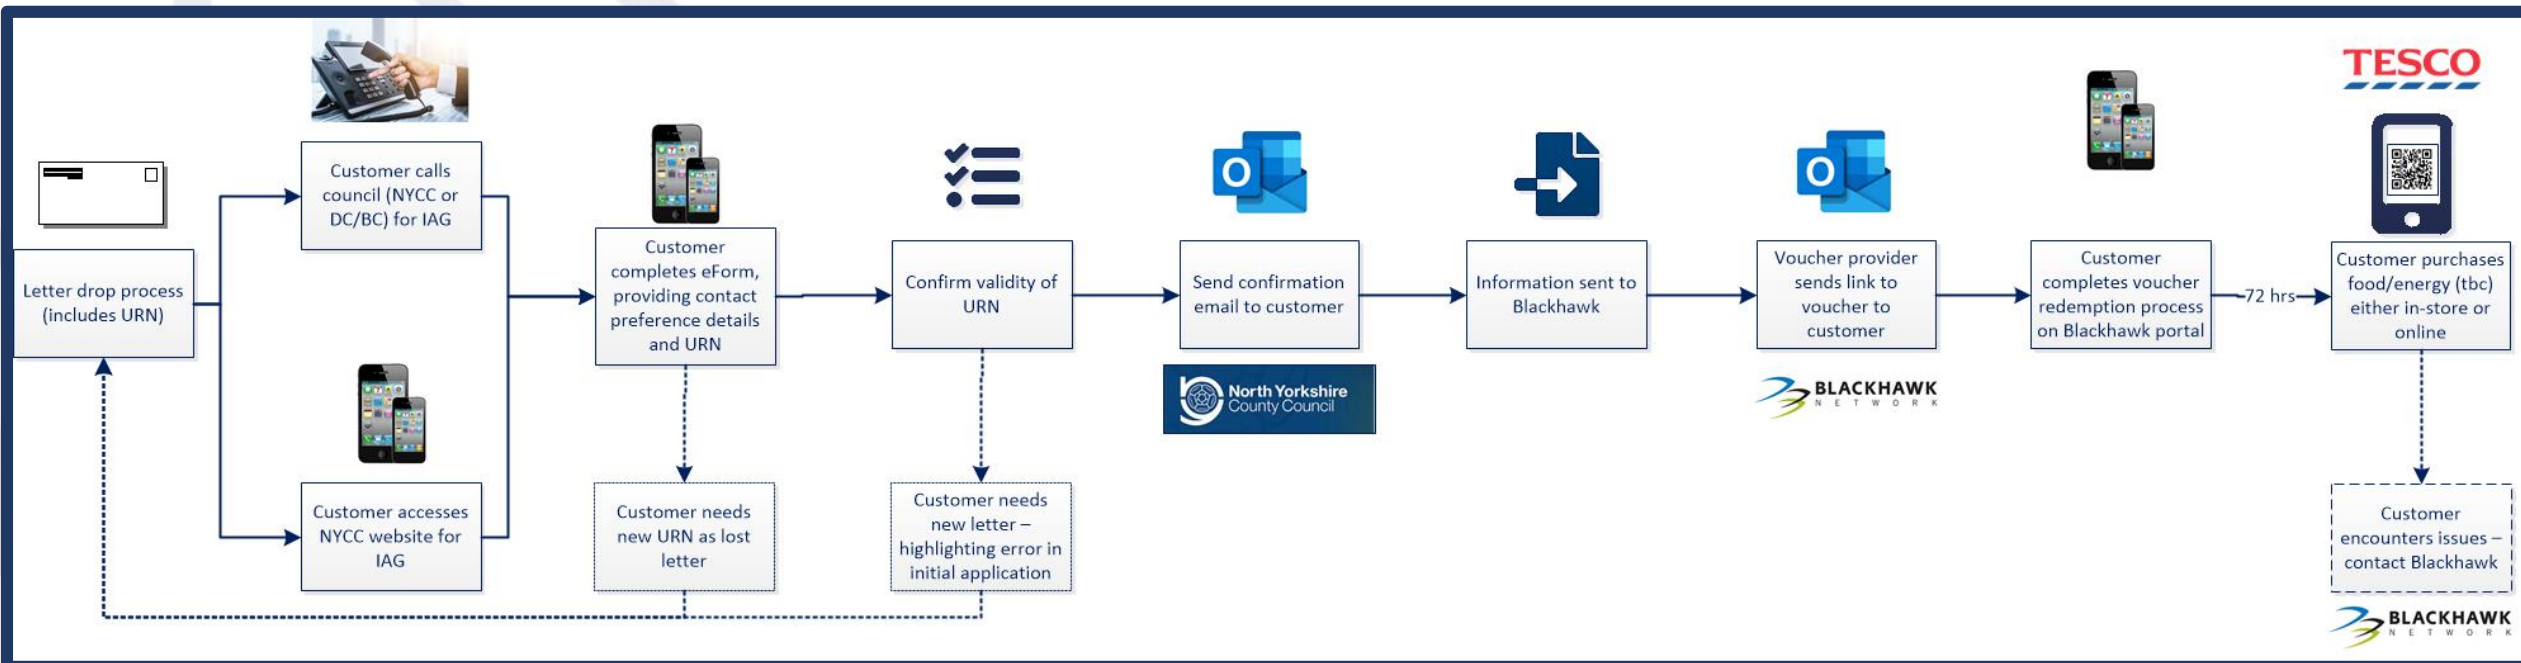 TESCO
Customer calls
council (NYCC or
DC/BC) for IAG
Letter drop process
(includes URN)
Customer accesses
NYCC website for
IAG
Customer
completes eForm,
providing contact
preference details
and URN
Customer needs
new URN as lost
letter
Confirm validity of
URN
Customer needs
new letter –
highlighting error in
initial application
O
Send confirmation
email to customer
North Yorkshire
County Council
Information sent to
Blackhawk
O
Voucher provider
sends link to
voucher to
customer
BLACKHAWK
NETWORK
Customer
completes voucher
redemption process
on Blackhawk portal
72 hrs
Customer purchases
food/energy (tbc)
either in-store or
online
Customer
encounters issues –
contact Blackhawk
BLACKHAWK
NETWORK